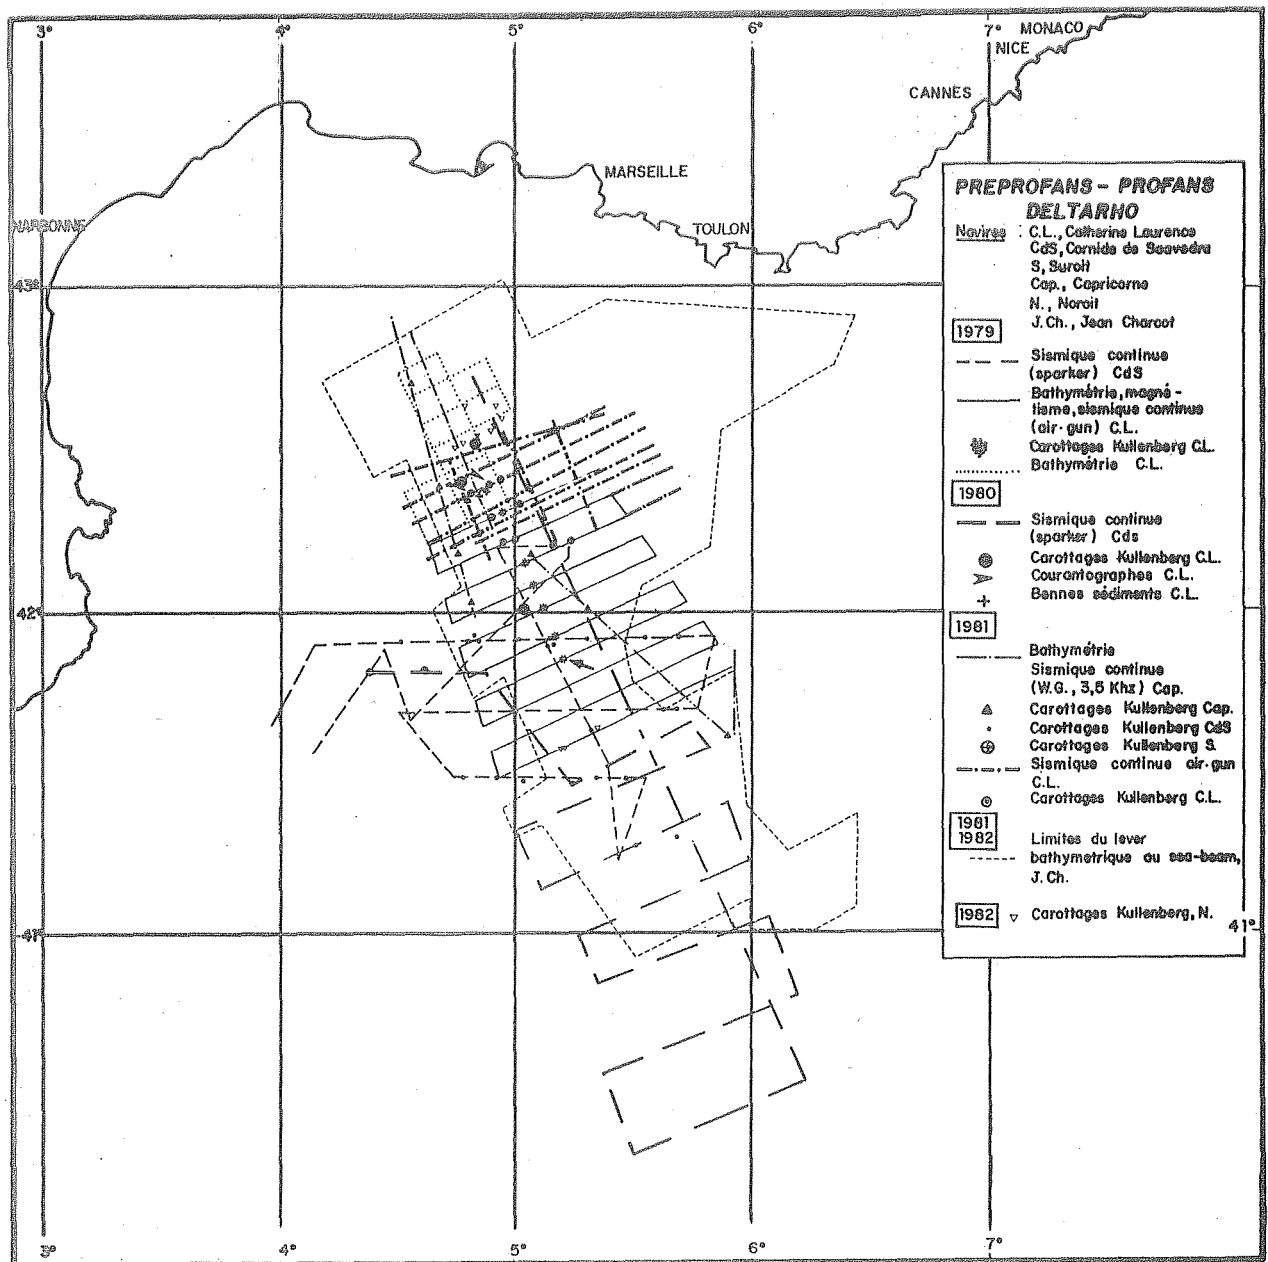 3° 5° 7° MONACO
NICE
CANNES
MARSEILLE
NARBONNE
TOULON
43°
42°
41°
41°
3° 5° 6° 7°
PREPROFANS - PROFANS
DELTARHO
Navires : C.L., Catherine Laurence
CdS, Cornide de Saavedra
S, Suroit
Cap., Capricorne
N., Noroit
J.Ch., Jean Charcot
1979
Sismique continue
(sparker) CdS
Bathymétrie, magné-
tisme, sismique continue
(air-gun) C.L.
Carottages Kullenberg C.L.
Bathymétrie C.L.
1980
Sismique continue
(sparker) Cds
Carottages Kullenberg C.L.
Courantographes C.L.
Bennes sédiments C.L.
1981
Bathymétrie
Sismique continue
(W.G., 3,5 Khz) Cap.
Carottages Kullenberg Cap.
Carottages Kullenberg CdS
Carottages Kullenberg S.
Sismique continue air-gun
C.L.
Carottages Kullenberg C.L.
1981
1982 Limites du lever
bathymetrique au sea-beam,
J.Ch.
1982 Carottages Kullenberg, N.